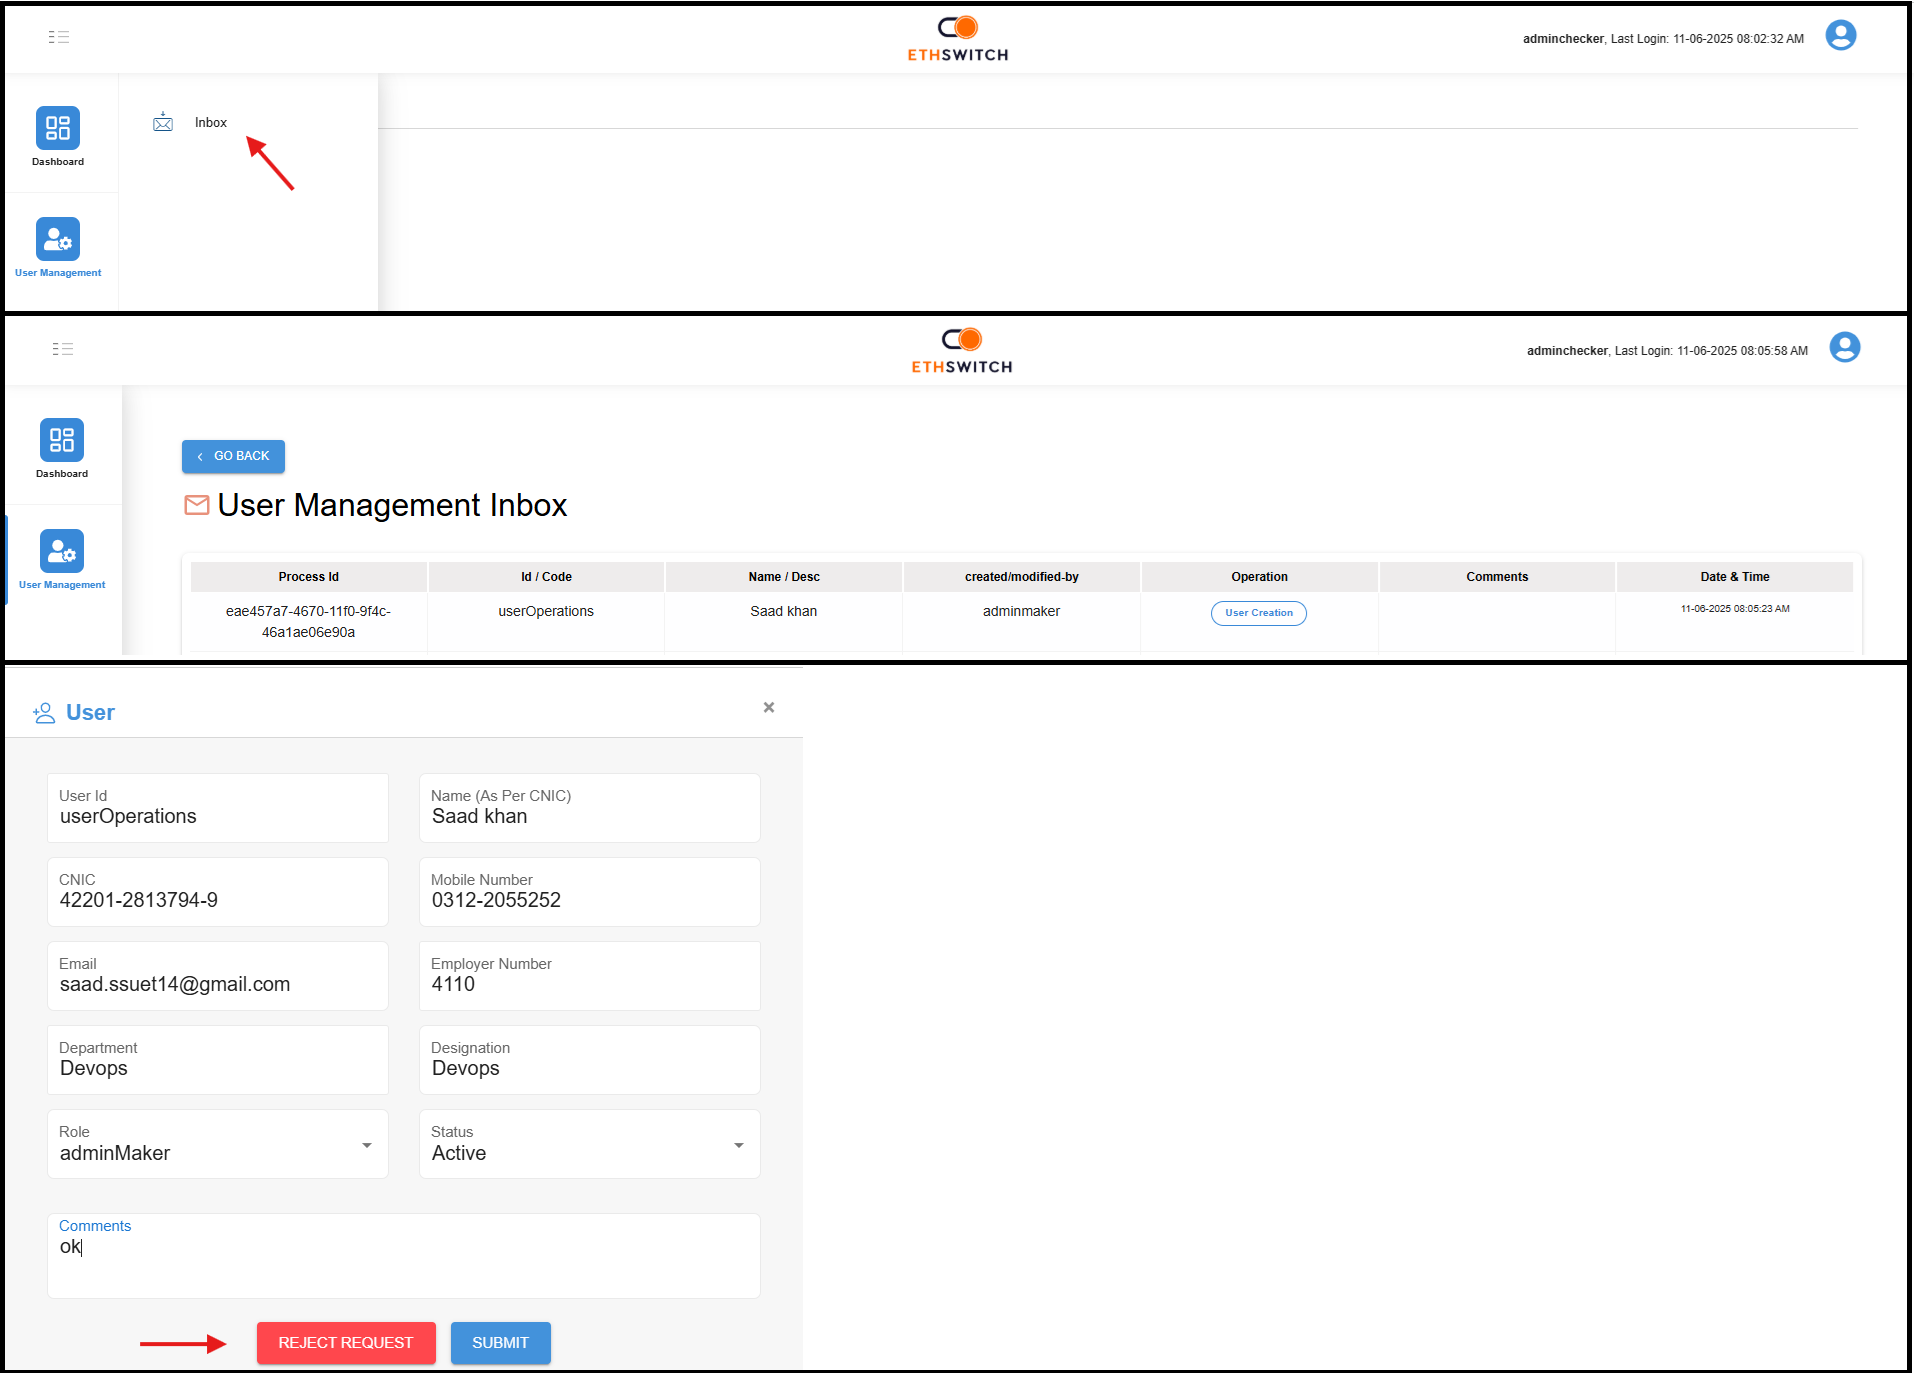 ETHSWITCH
adminchecker, Last Login: 11-06-2025 08:02:32 AM
Inbox
Dashboard
User Management
ETHSWITCH
adminchecker, Last Login: 11-06-2025 08:05:58 AM
Dashboard
User Management
GO BACK
User Management Inbox
Process Id Id / Code Name / Desc created/modified-by Operation Comments Date & Time
eae457a7-4670-11f0-9f4c- userOperations Saad khan adminmaker User Creation 11-06-2025 08:05:23 AM
46a1ae06e90a
User
×
User Id Name (As Per CNIC)
userOperations Saad khan
CNIC Mobile Number
42201-2813794-9 0312-2055252
Email Employer Number
saad.ssuet14@gmail.com 4110
Department Designation
Devops Devops
Role Status
adminMaker Active
Comments
ok
REJECT REQUEST SUBMIT